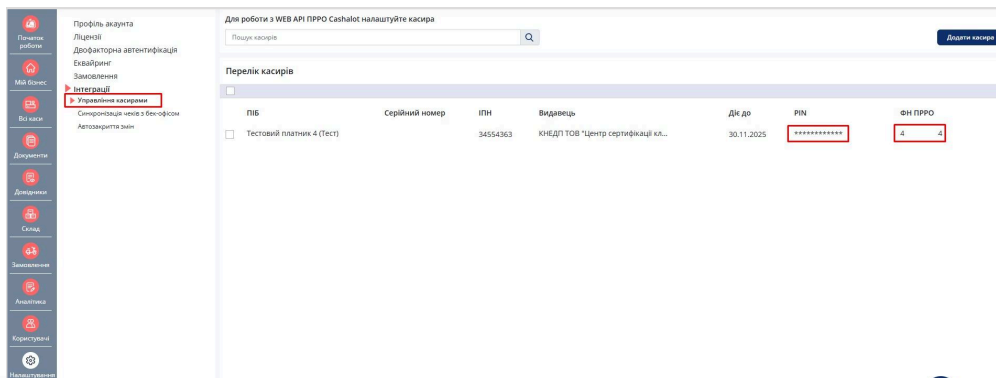 Початок
роботи
Мій бізнес
Всі каси
Документи
Довідники
Склад
Замовлення
Аналітика
Користувачі
Налаштування
Профіль акаунта
Ліцензії
Двофакторна автентифікація
Еквайринг
Замовлення
Інтеграції
Управління касирами
Синхронізація чеків з бек-офісом
Автозакриття змін
Для роботи з WEB API ПРРО Cashalot налаштуйте касира
Пошук касирів
Додати касира
Перелік касирів
ПІБ Серійний номер ІПН Видавець Діє до PIN ФН ПРРО
Тестовий платник 4 (Тест) 34554363 КНЕДП ТОВ "Центр сертифікації кл... 30.11.2025 ************ 4 4